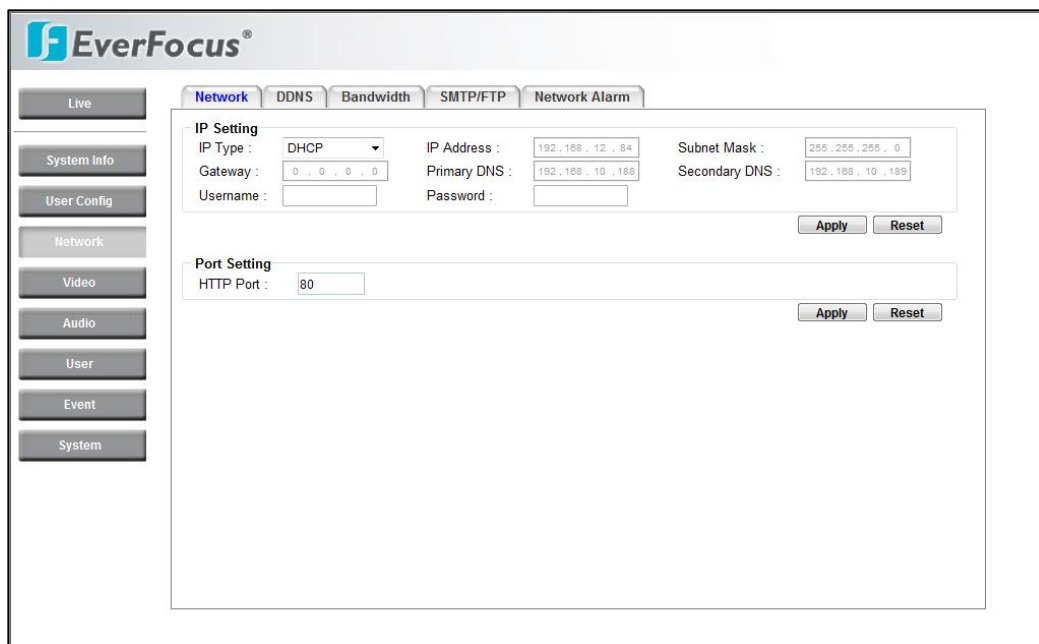 EverFocus®
Live
System Info
User Config
Network
Video
Audio
User
Event
System
Network DDNS Bandwidth SMTP/FTP Network Alarm
IP Setting
IP Type : DHCP IP Address : 192 . 168 . 12 . 84 Subnet Mask : 255 . 255 . 255 . 0
Gateway : 0 . 0 . 0 . 0 Primary DNS : 192 . 168 . 10 . 188 Secondary DNS : 192 . 168 . 10 . 189
Username : Password :
Apply Reset
Port Setting
HTTP Port : 80
Apply Reset